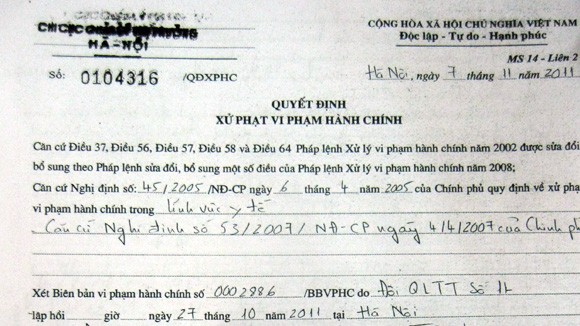 CỘNG HÒA XÃ HỘI CHỦ NGHĨA VIỆT NAM
Độc lập - Tự do - Hạnh phúc
CHI CỤC
HÀ-NỘI
MS 14 - Liên 2
Số: 0104316 /QĐXPHC
Hà Nội, ngày 7 tháng 11 năm 2011
QUYẾT ĐỊNH
XỬ PHẠT VI PHẠM HÀNH CHÍNH
Căn cứ Điều 37, Điều 56, Điều 57, Điều 58 và Điều 64 Pháp lệnh Xử lý vi phạm hành chính năm 2002 được sửa đổi
bổ sung theo Pháp lệnh sửa đổi, bổ sung một số điều của Pháp lệnh Xử lý vi phạm hành chính năm 2008;
Căn cứ Nghị định số: 45/2005 /NĐ-CP ngày 6 tháng 4 năm 2005 của Chính phủ quy định về xử phạ
vi phạm hành chính trong lĩnh vực y tế
Căn cứ Nghị định số 53/2007/NĐ-CP ngày 4/4/2007 của Chính ph
Xét Biên bản vi phạm hành chính số 0002986 /BBVPHC do Đội QLTT Số
lập hồi giờ ngày 27 tháng 10 năm 2011 tại Hà Nội